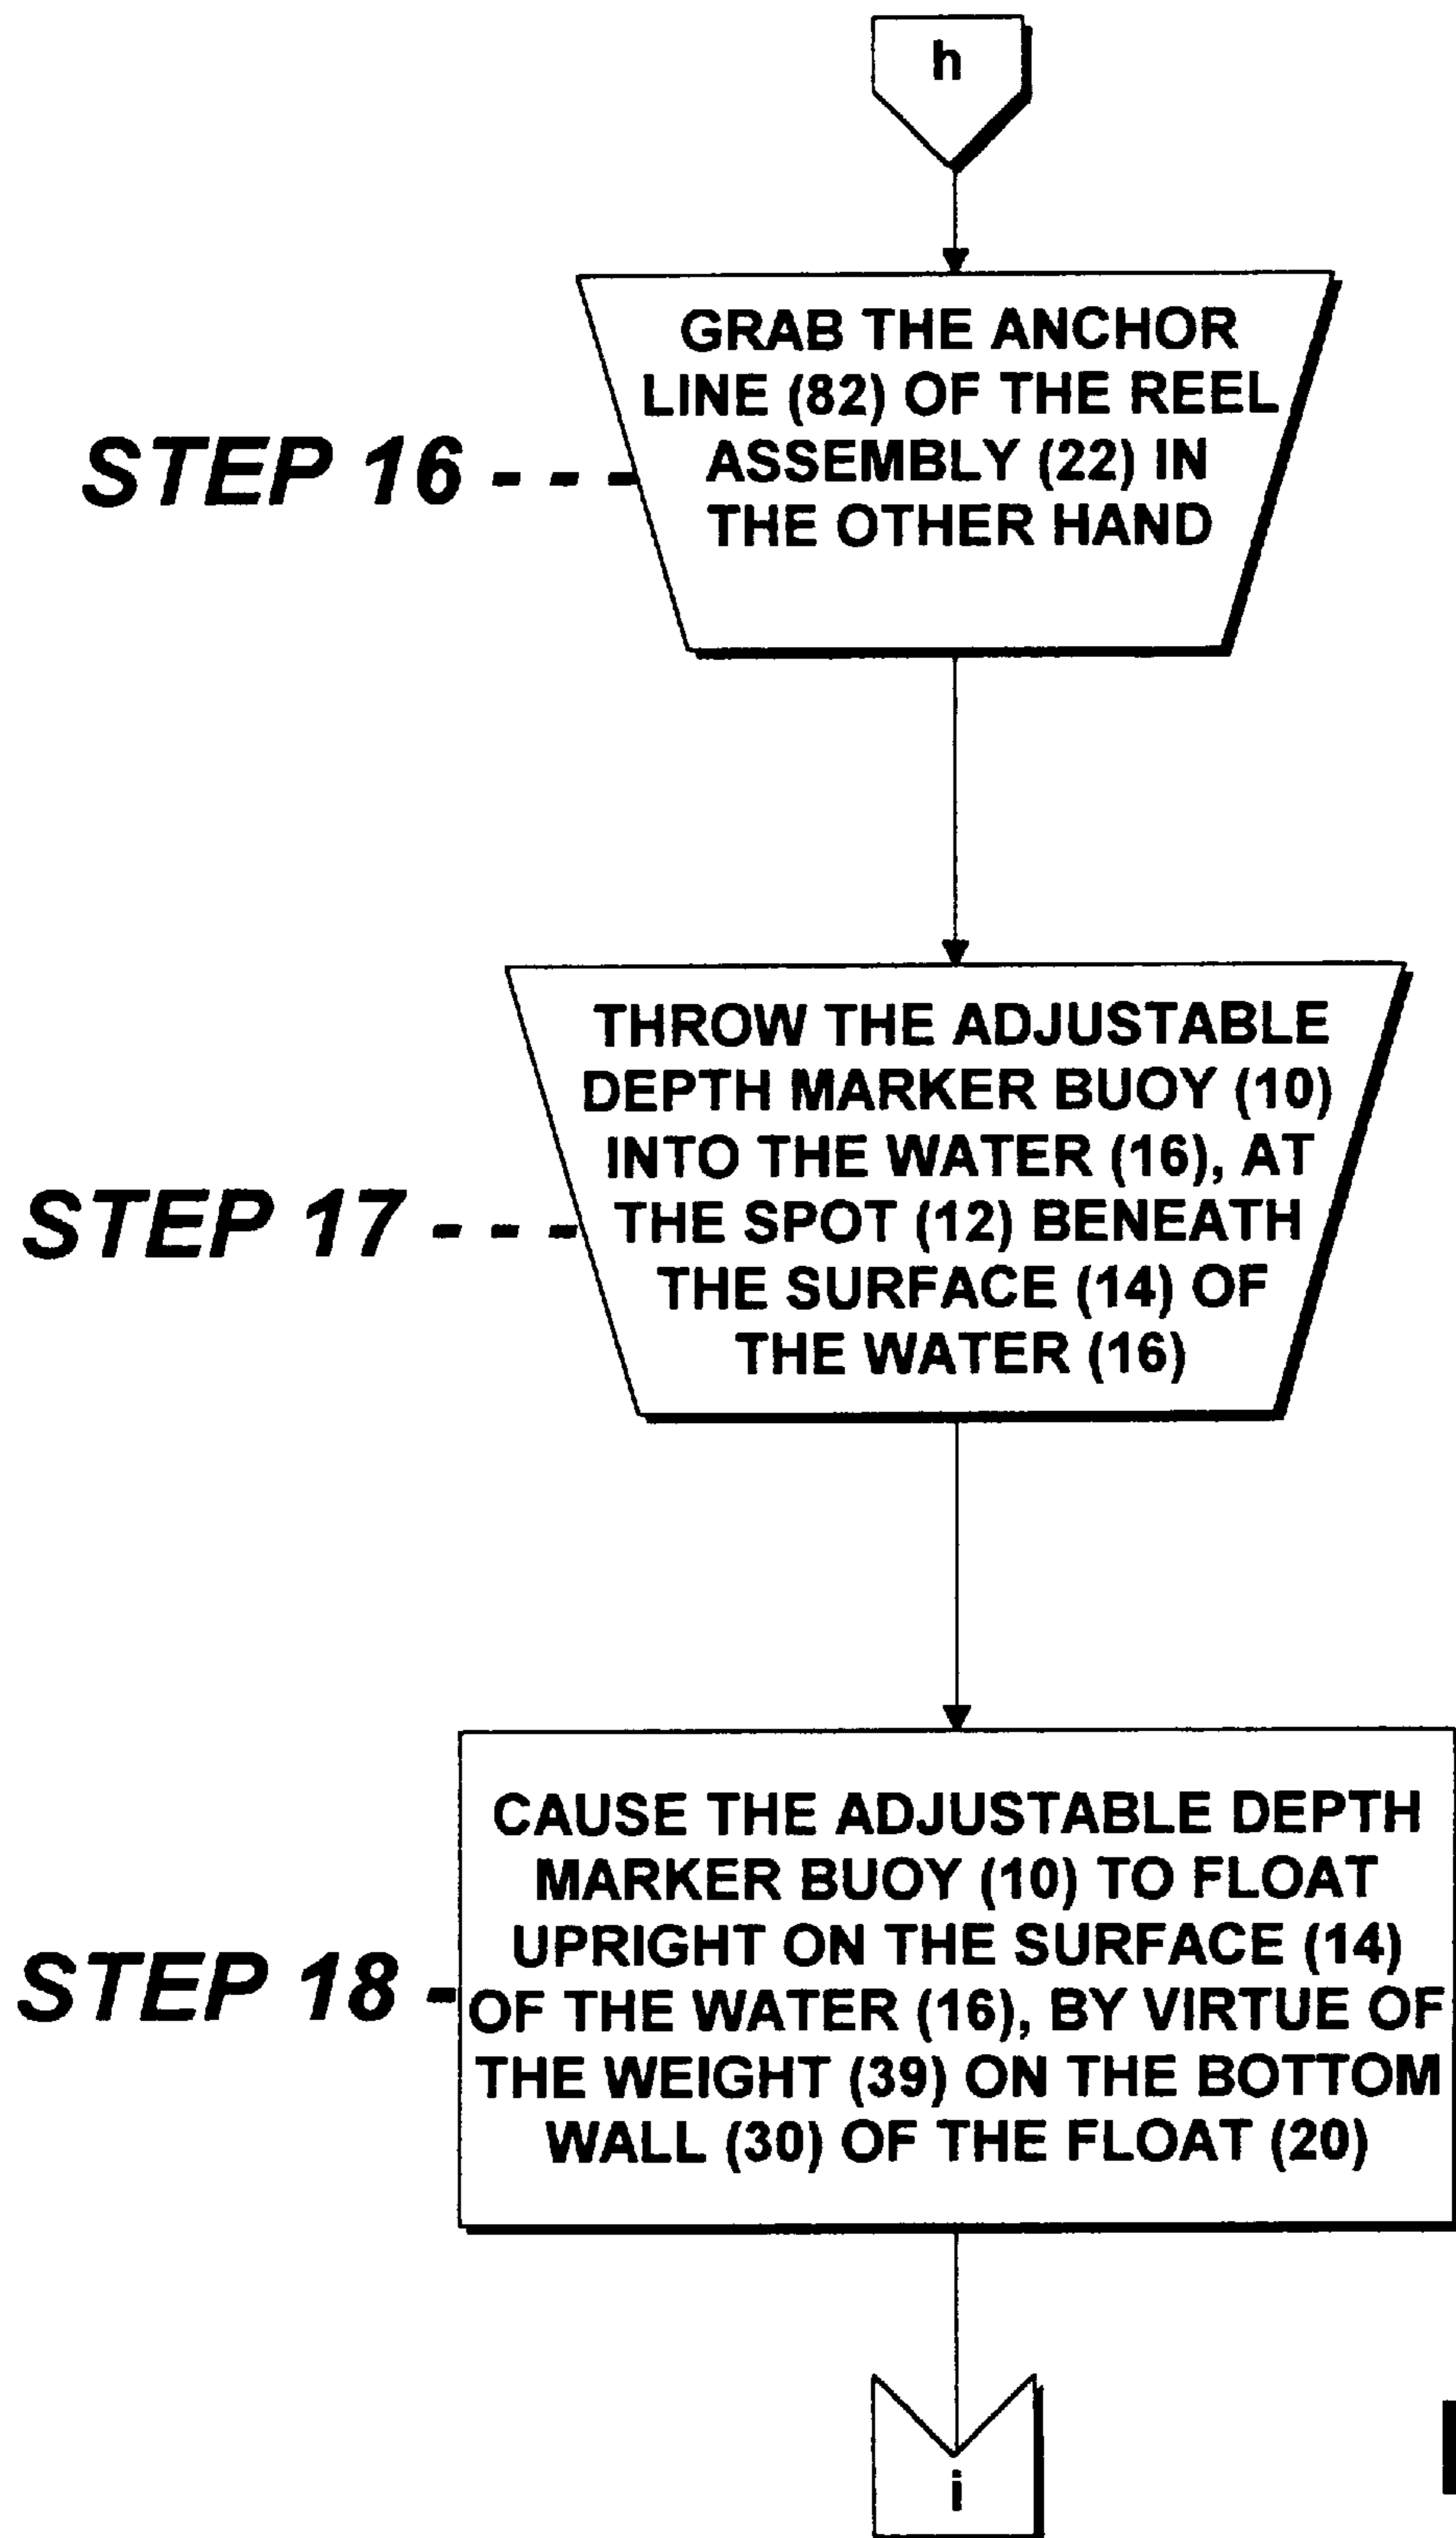 h
GRAB THE ANCHOR
LINE (82) OF THE REEL
ASSEMBLY (22) IN
THE OTHER HAND
STEP 16 - - -
THROW THE ADJUSTABLE
DEPTH MARKER BUOY (10)
INTO THE WATER (16), AT
THE SPOT (12) BENEATH
THE SURFACE (14) OF
THE WATER (16)
STEP 17 - - -
CAUSE THE ADJUSTABLE DEPTH
MARKER BUOY (10) TO FLOAT
UPRIGHT ON THE SURFACE (14)
OF THE WATER (16), BY VIRTUE OF
THE WEIGHT (39) ON THE BOTTOM
WALL (30) OF THE FLOAT (20)
STEP 18 -
i